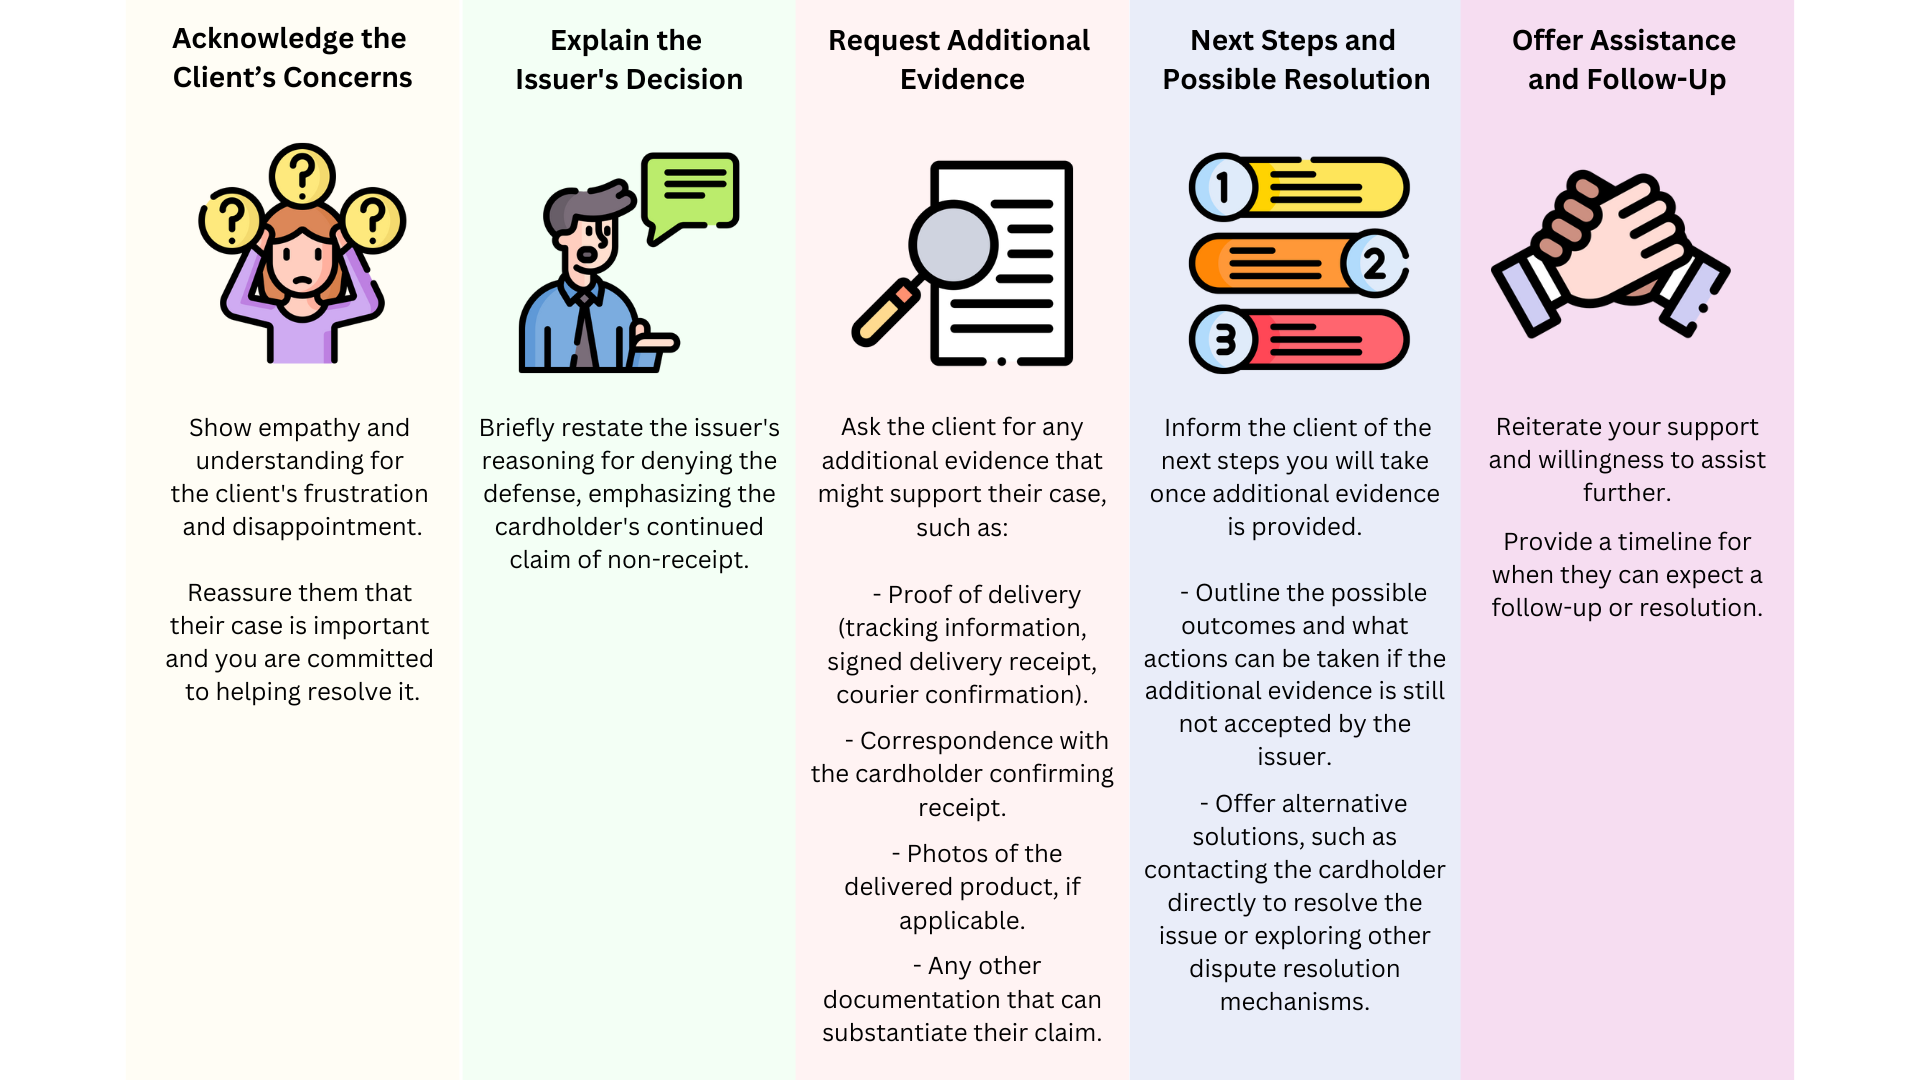 Acknowledge the
Client’s Concerns
?
?
?
Show empathy and
understanding for
the client's frustration
and disappointment.
Reassure them that
their case is important
and you are committed
to helping resolve it.
Explain the
Issuer's Decision
Briefly restate the issuer's
reasoning for denying the
defense, emphasizing the
cardholder's continued
claim of non-receipt.
Request Additional
Evidence
Ask the client for any
additional evidence that
might support their case,
such as:
- Proof of delivery
(tracking information,
signed delivery receipt,
courier confirmation).
- Correspondence with
the cardholder confirming
receipt.
- Photos of the
delivered product, if
applicable.
- Any other
documentation that can
substantiate their claim.
Next Steps and
Possible Resolution
1
2
3
Inform the client of the
next steps you will take
once additional evidence
is provided.
- Outline the possible
outcomes and what
actions can be taken if the
additional evidence is still
not accepted by the
issuer.
- Offer alternative
solutions, such as
contacting the cardholder
directly to resolve the
issue or exploring other
dispute resolution
mechanisms.
Offer Assistance
and Follow-Up
Reiterate your support
and willingness to assist
further.
Provide a timeline for
when they can expect a
follow-up or resolution.